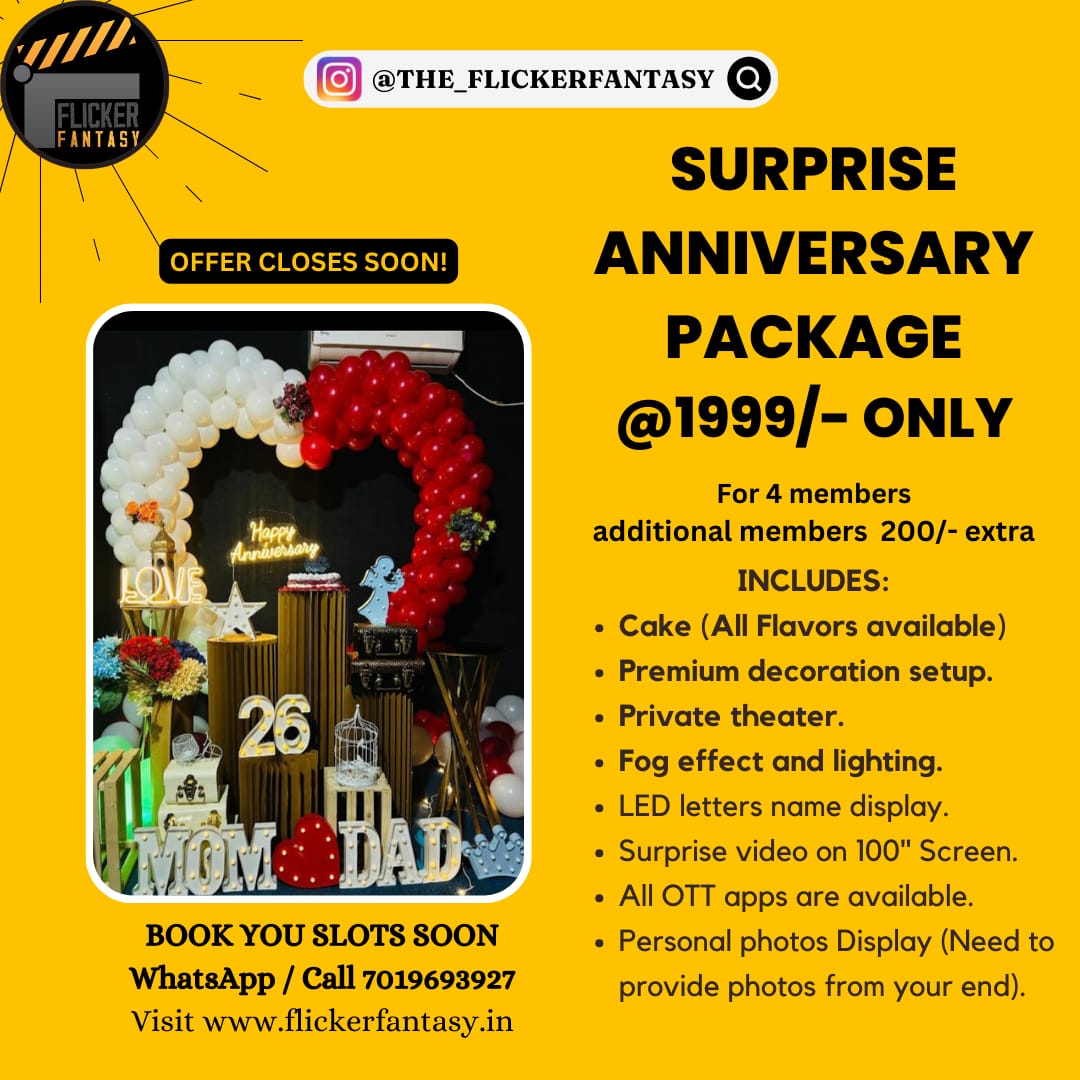 FLICKER
FANTASY
@THE_FLICKERFANTASY
SURPRISE
ANNIVERSARY
PACKAGE
@1999/- ONLY
For 4 members
additional members 200/- extra
INCLUDES:
• Cake (All Flavors available)
• Premium decoration setup.
• Private theater.
• Fog effect and lighting.
• LED letters name display.
• Surprise video on 100" Screen.
• All OTT apps are available.
• Personal photos Display (Need to
provide photos from your end).
OFFER CLOSES SOON!
Happy
Anniversary
LOVE
26
MOM DAD
BOOK YOU SLOTS SOON
WhatsApp / Call 7019693927
Visit www.flickerfantasy.in